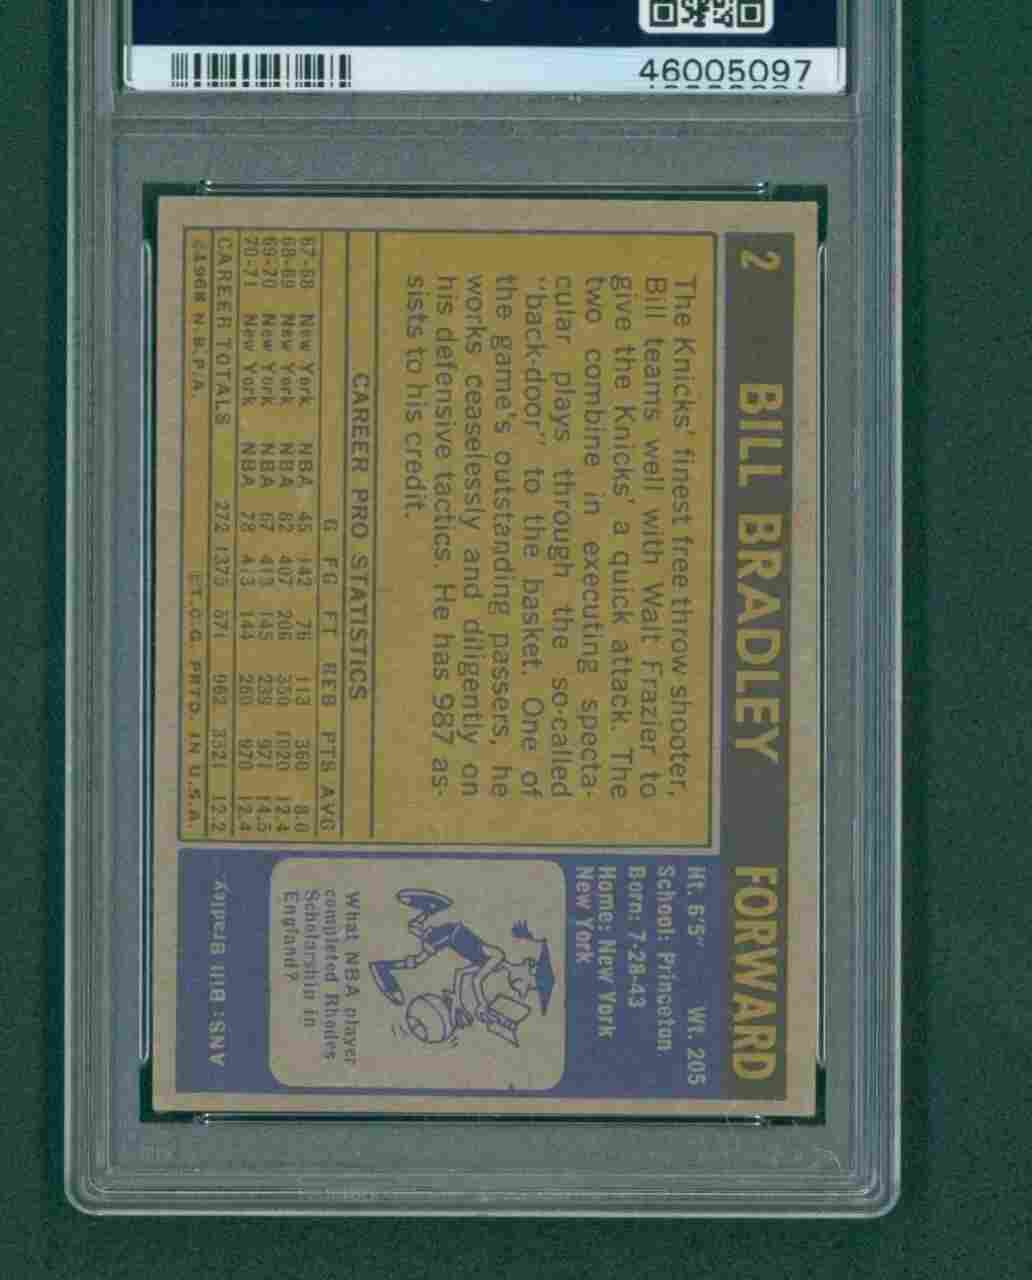 46005097
2 BILL BRADLEY FORWARD
The Knicks' finest free throw shooter,
Bill teams well with Walt Frazier to
give the Knicks' a quick attack. The
two combine in executing specta-
cular plays through the so-called
"back-door" to the basket. One of
the game's outstanding passers, he
works ceaselessly and diligently on
his defensive tactics. He has 987 as-
sists to his credit.
CAREER PRO STATISTICS
G FG FT REB PTS AVG
67-68 New York NBA 45 142 76 113 360 8.0
68-69 New York NBA 82 407 206 350 1020 12.4
69-70 New York NBA 67 413 145 239 971 14.5
70-71 New York NBA 78 413 144 260 970 12.4
CAREER TOTALS 272 1375 571 962 3321 12.2
©1968 N.B.P.A. ©T.C.G. PRTD. IN U.S.A.
Ht. 6'5" Wt. 205
School: Princeton
Born: 7-28-43
Home: New York
New York
What NBA player
completed Rhodes
Scholarship in
England?
ANS: Bill Bradley.